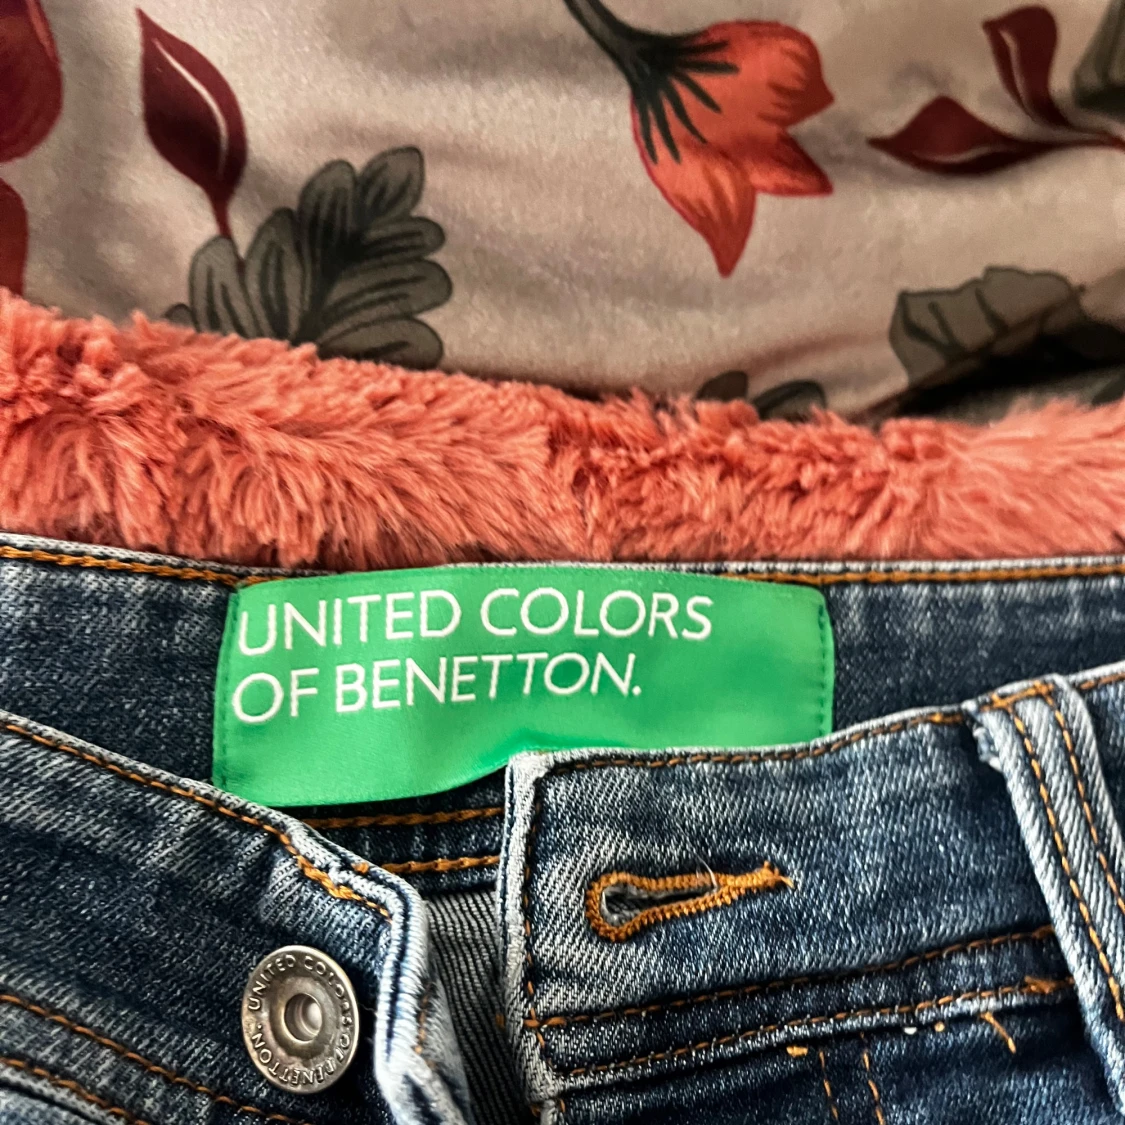 UNITED COLORS
OF BENETTON.
UNITED COLORS OF BENETTON.